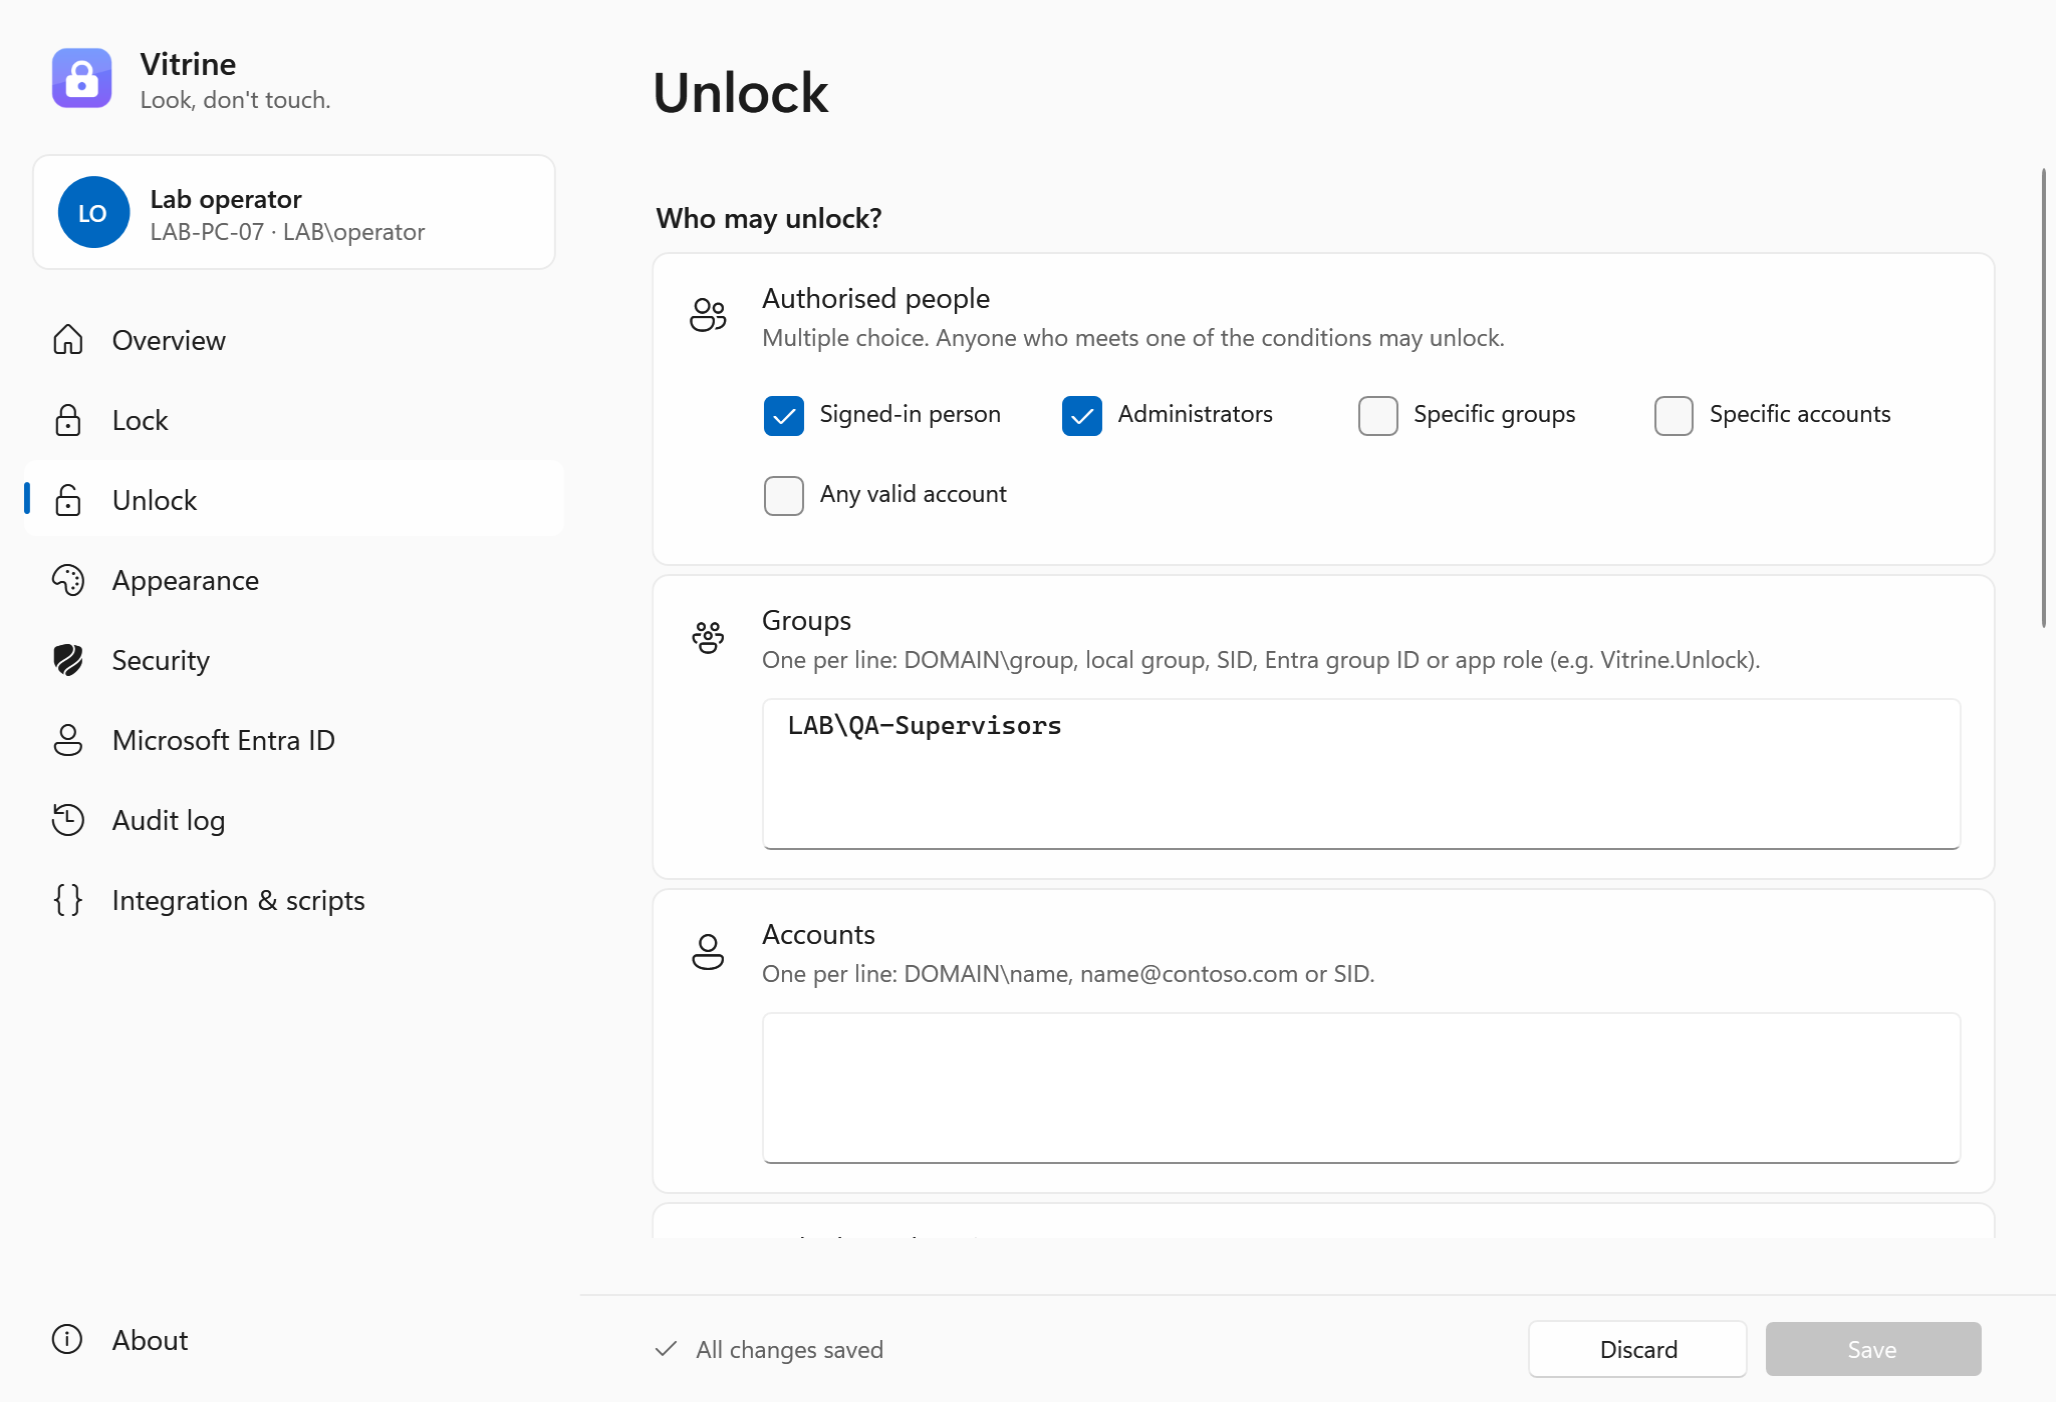 Vitrine
Look, don't touch.
LO
Lab operator
LAB-PC-07 · LAB\operator
Overview
Lock
Unlock
Appearance
Security
Microsoft Entra ID
Audit log
Integration & scripts
About
Unlock
Who may unlock?
Authorised people
Multiple choice. Anyone who meets one of the conditions may unlock.
Signed-in person
Administrators
Specific groups
Specific accounts
Any valid account
Groups
One per line: DOMAIN\group, local group, SID, Entra group ID or app role (e.g. Vitrine.Unlock).
LAB\QA-Supervisors
Accounts
One per line: DOMAIN\name, name@contoso.com or SID.
All changes saved
Discard
Save